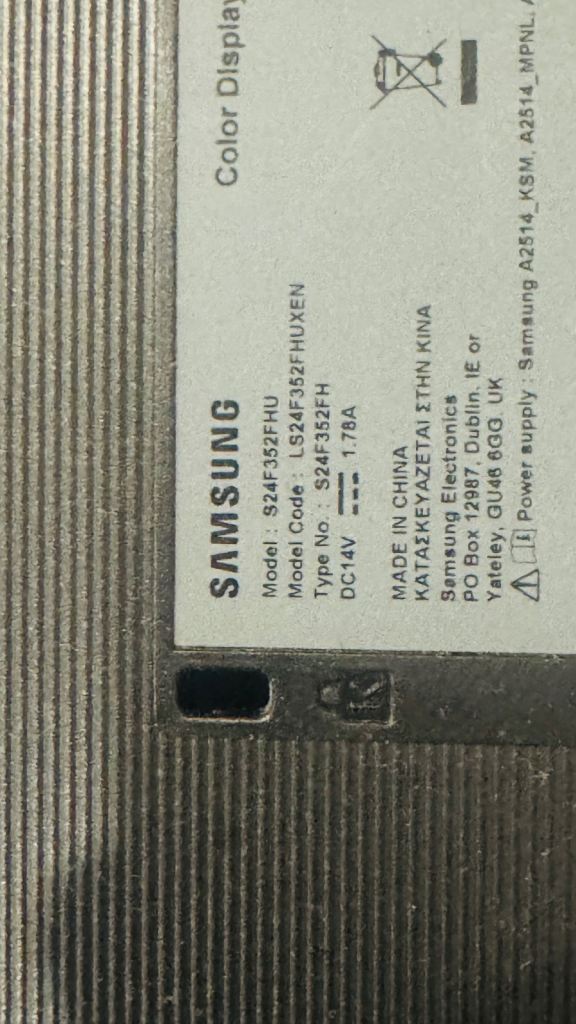 Color Display
SAMSUNG
Model : S24F352FHU
Model Code : LS24F352FHUXEN
Type No. : S24F352FH
DC14V 1.78A
MADE IN CHINA
ΚΑΤΑΣΚΕΥΑΖΕΤΑΙ ΣΤΗΝ ΚΙΝΑ
Samsung Electronics
PO Box 12987, Dublin. IE or
Yateley, GU46 6GG. UK
Power supply : Samsung A2514_KSM, A2514_MPNL,
K